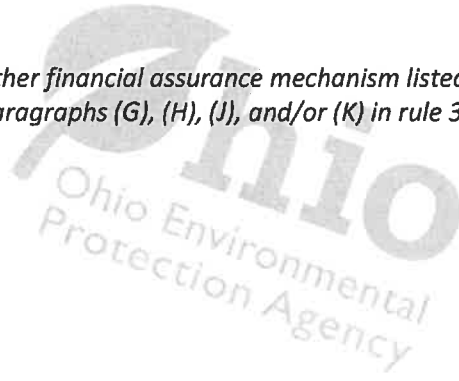 ther financial assurance mechanism listed
aragraphs (G), (H), (J), and/or (K) in rule 3
Ohio
Ohio Environmental
Protection Agency